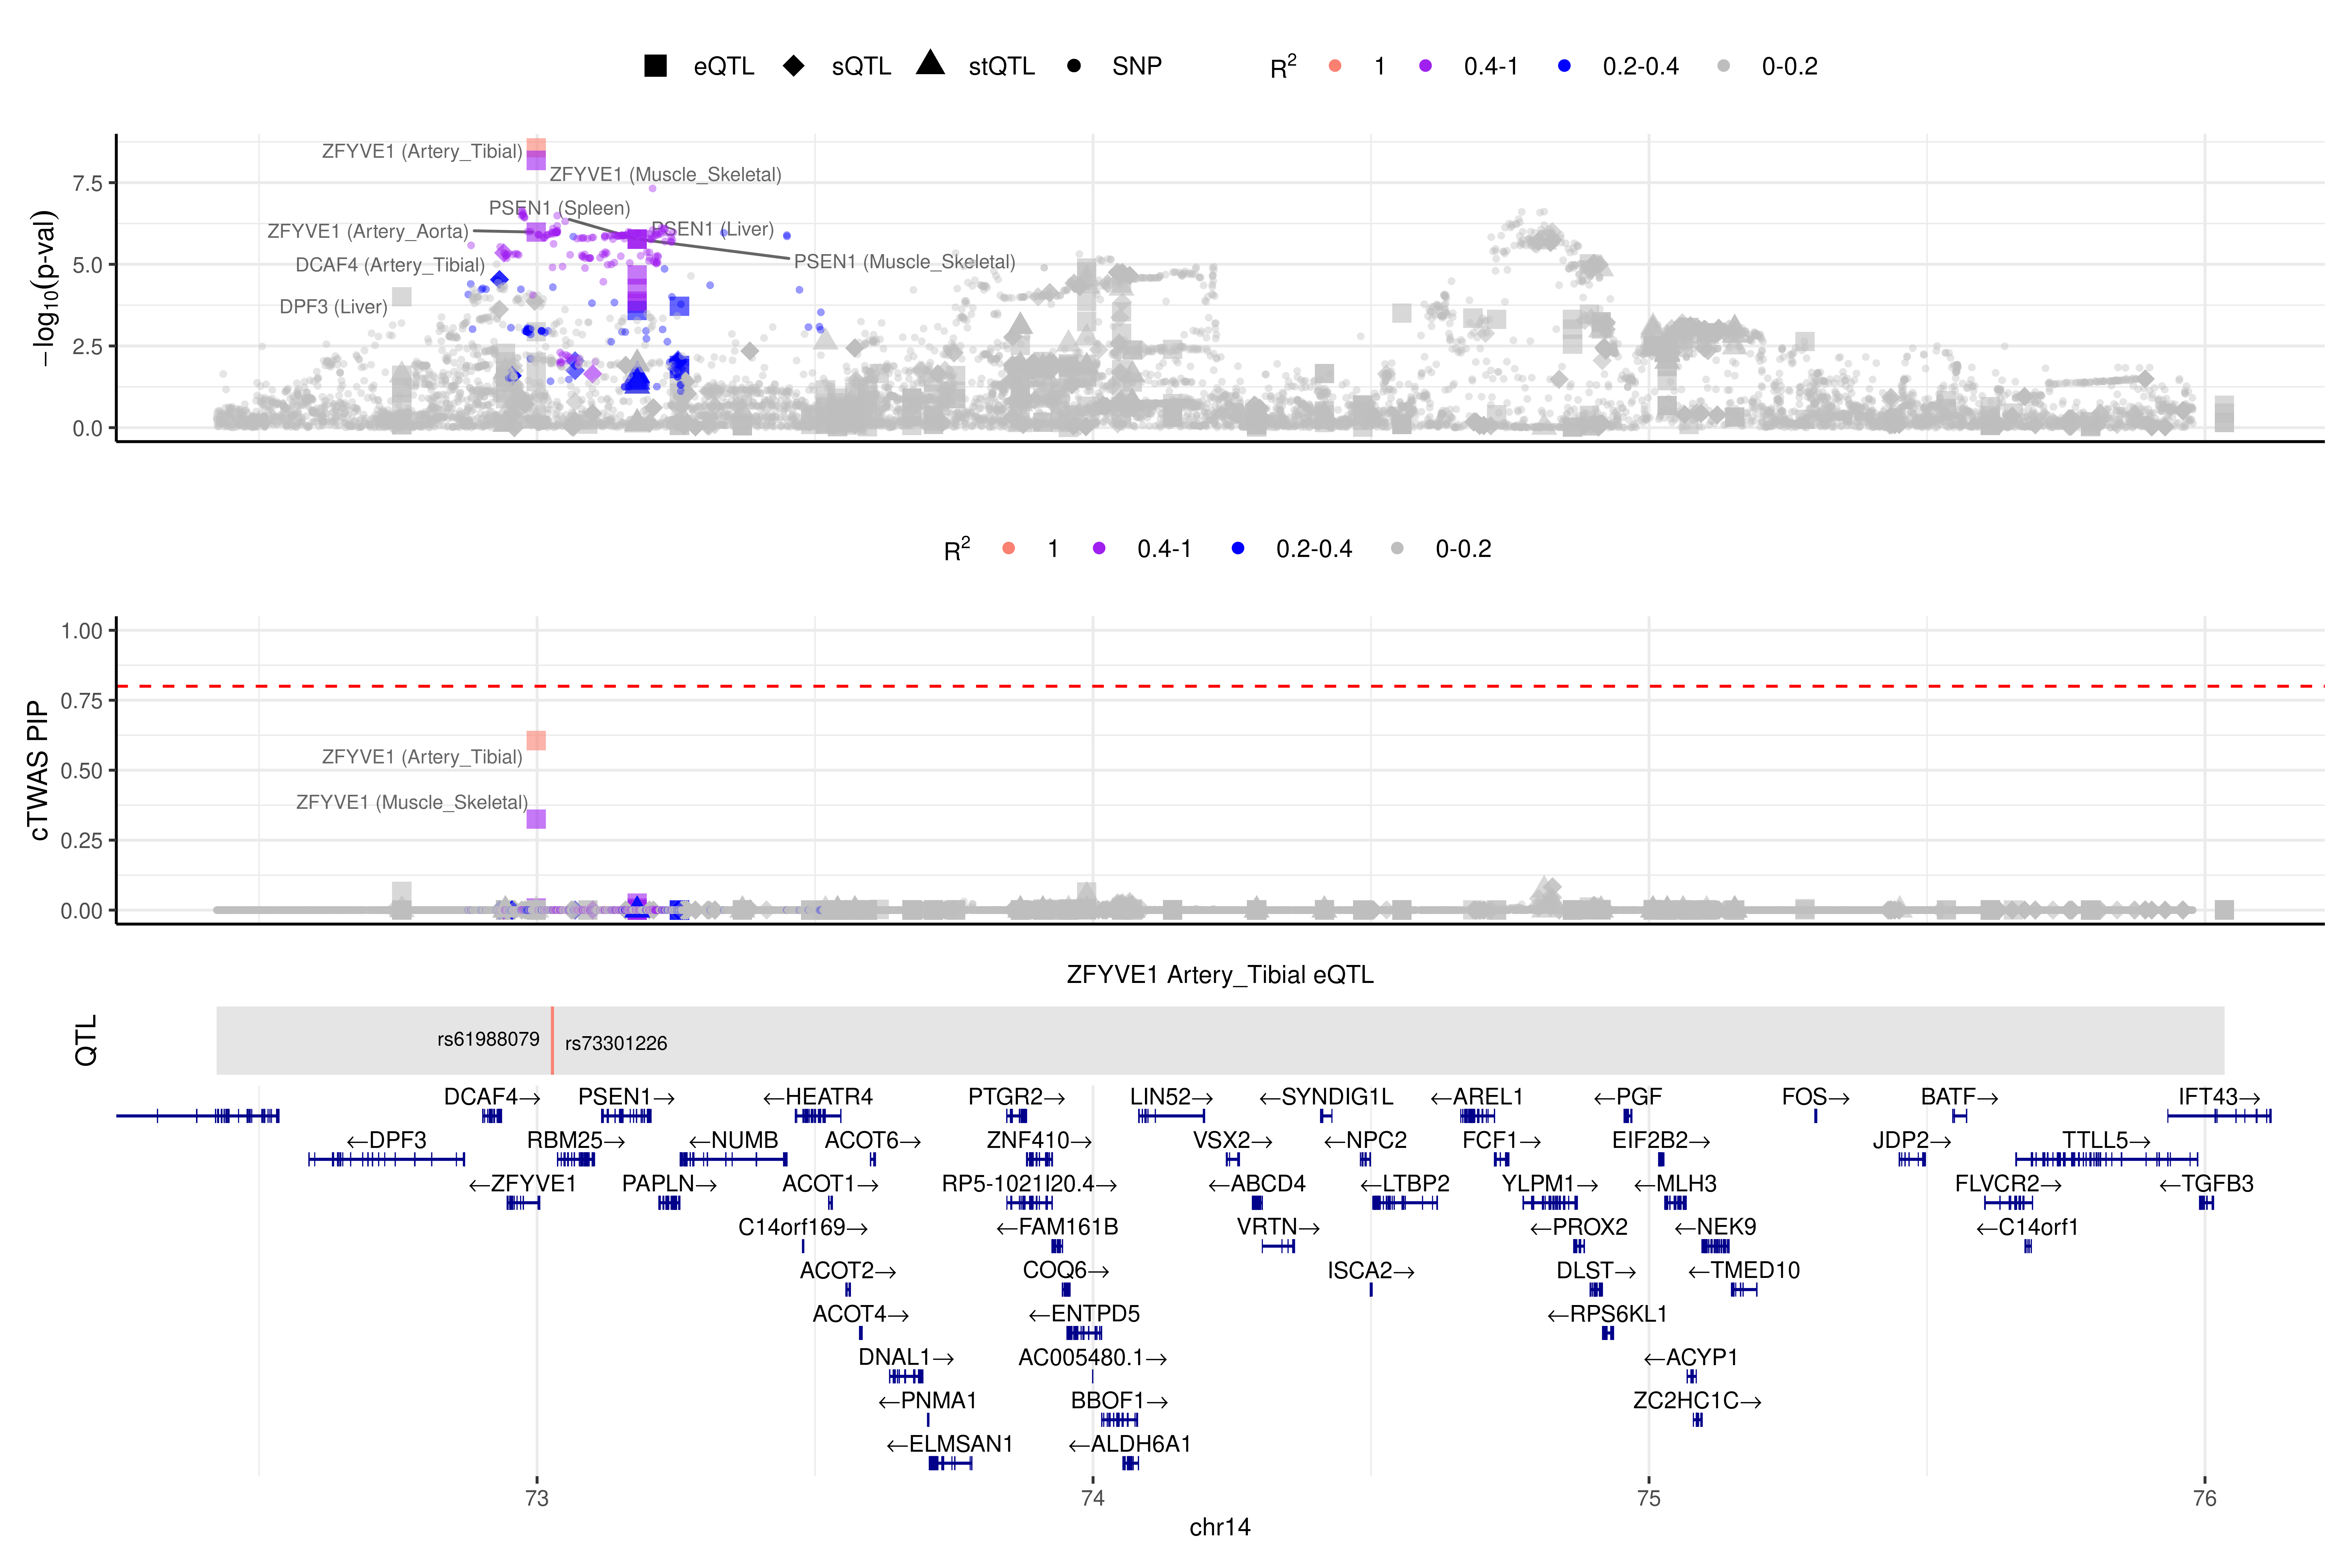 eQTL sQTL stQTL SNP R² 1 0.4-1 0.2-0.4 0-0.2
−log₁₀(p-val)
7.5
5.0
2.5
0.0
ZFYVE1 (Artery_Tibial)
ZFYVE1 (Muscle_Skeletal)
PSEN1 (Spleen)
ZFYVE1 (Artery_Aorta)
PSEN1 (Liver)
DCAF4 (Artery_Tibial)
PSEN1 (Muscle_Skeletal)
DPF3 (Liver)
R² 1 0.4-1 0.2-0.4 0-0.2
cTWAS PIP
1.00
0.75
0.50
0.25
0.00
ZFYVE1 (Artery_Tibial)
ZFYVE1 (Muscle_Skeletal)
ZFYVE1 Artery_Tibial eQTL
QTL
rs61988079
rs73301226
DCAF4→ PSEN1→ ←HEATR4 PTGR2→ LIN52→ ←SYNDIG1L ←AREL1 ←PGF FOS→ BATF→ IFT43→
←DPF3 RBM25→ ←NUMB ACOT6→ ZNF410→ VSX2→ ←NPC2 FCF1→ EIF2B2→ JDP2→ TTLL5→
←ZFYVE1 PAPLN→ ACOT1→ RP5-1021I20.4→ ←ABCD4 ←LTBP2 YLPM1→ ←MLH3 FLVCR2→ ←TGFB3
C14orf169→ ←FAM161B VRTN→ ←PROX2 ←NEK9 ←C14orf1
ACOT2→ COQ6→ ISCA2→ DLST→ ←TMED10
ACOT4→ ←ENTPD5 ←RPS6KL1
DNAL1→ AC005480.1→ ←ACYP1
←PNMA1 BBOF1→ ZC2HC1C→
←ELMSAN1 ←ALDH6A1
73 74 75 76
chr14